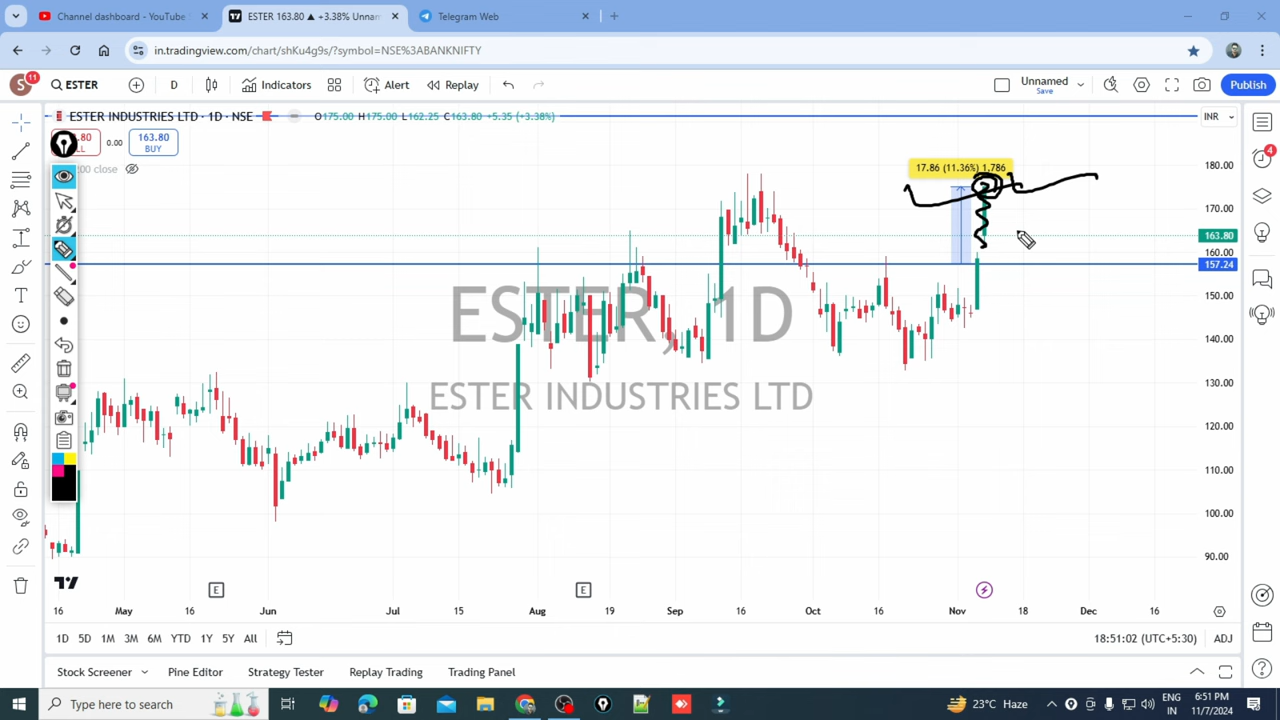 Channel dashboard - YouTube
ESTER 163.80 ▲ +3.38% Unnam
Telegram Web
in.tradingview.com/chart/shKu4g9s/?symbol=NSE%3ABANKNIFTY
S
11
ESTER
D
Indicators
Alert
Replay
Unnamed
Save
Publish
ESTER INDUSTRIES LTD · 1D · NSE
O175.00 H175.00 L162.25 C163.80 +5.35 (+3.38%)
INR
163.80
BUY
0.00
00 close
17.86 (11.36%) 1,786
180.00
170.00
163.80
160.00
157.24
150.00
140.00
130.00
120.00
110.00
100.00
90.00
4
ESTER, 1D
ESTER INDUSTRIES LTD
E
E
16
May
16
Jun
Jul
15
Aug
19
Sep
16
Oct
16
Nov
18
Dec
16
1D
5D
1M
3M
6M
YTD
1Y
5Y
All
18:51:02 (UTC+5:30)
ADJ
Stock Screener
Pine Editor
Strategy Tester
Replay Trading
Trading Panel
Type here to search
23°C Haze
ENG
IN
6:51 PM
11/7/2024